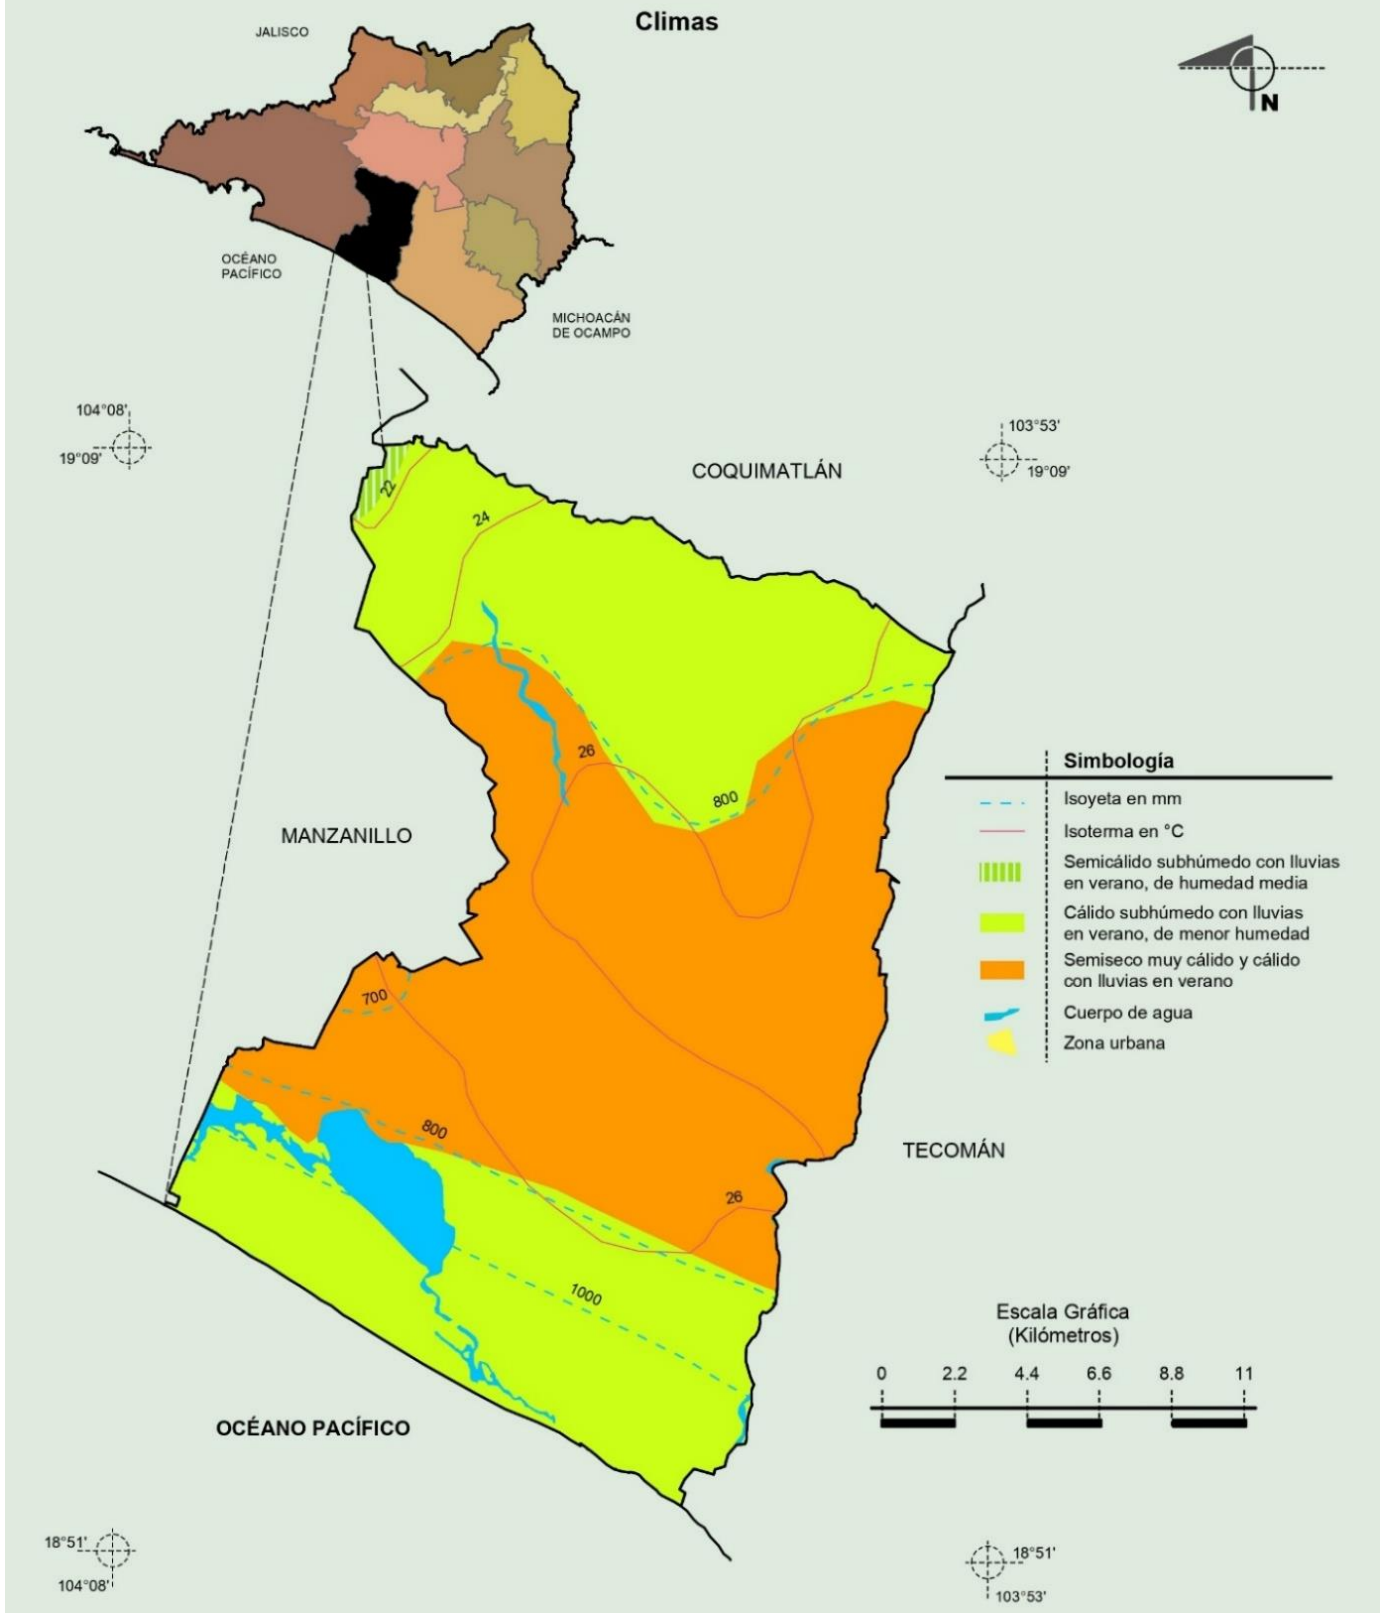 Climas
JALISCO
N
OCÉANO
PACÍFICO
MICHOACÁN
DE OCAMPO
104°08'
19°09'
103°53'
19°09'
COQUIMATLÁN
22
24
26
800
MANZANILLO
Simbología
Isoyeta en mm
Isoterma en °C
Semicálido subhúmedo con lluvias
en verano, de humedad media
Cálido subhúmedo con lluvias
en verano, de menor humedad
Semiseco muy cálido y cálido
con lluvias en verano
Cuerpo de agua
Zona urbana
700
800
TECOMÁN
26
1000
Escala Gráfica
(Kilómetros)
0 2.2 4.4 6.6 8.8 11
OCÉANO PACÍFICO
18°51'
104°08'
18°51'
103°53'